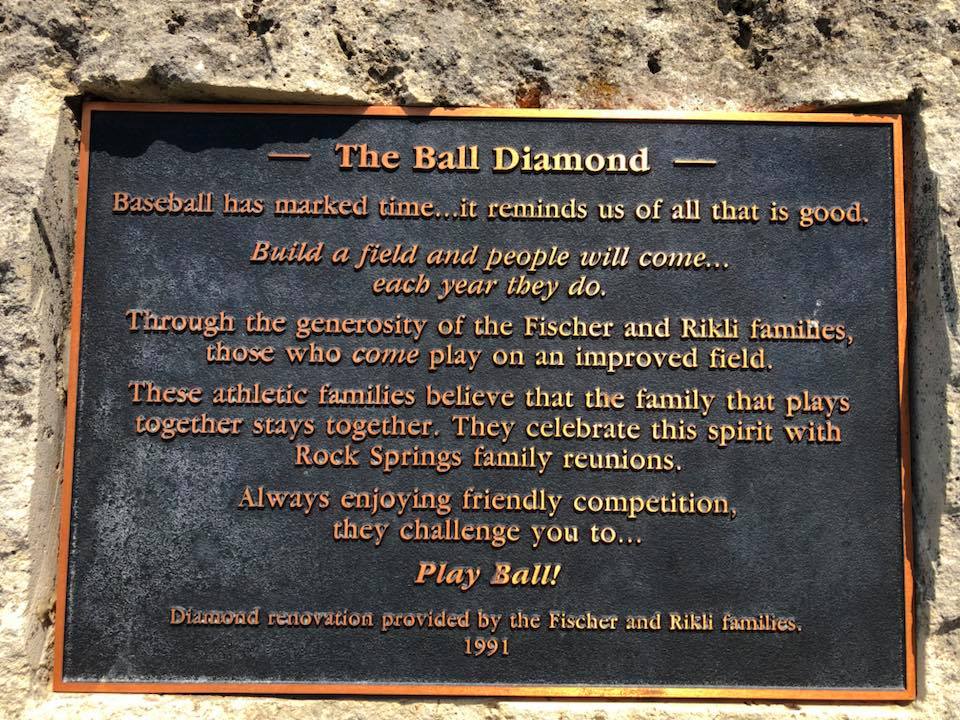 — The Ball Diamond —
Baseball has marked time...it reminds us of all that is good.
Build a field and people will come...
each year they do.
Through the generosity of the Fischer and Rikli families,
those who come play on an improved field.
These athletic families believe that the family that plays
together stays together. They celebrate this spirit with
Rock Springs family reunions.
Always enjoying friendly competition,
they challenge you to...
Play Ball!
Diamond renovation provided by the Fischer and Rikli families.
1991